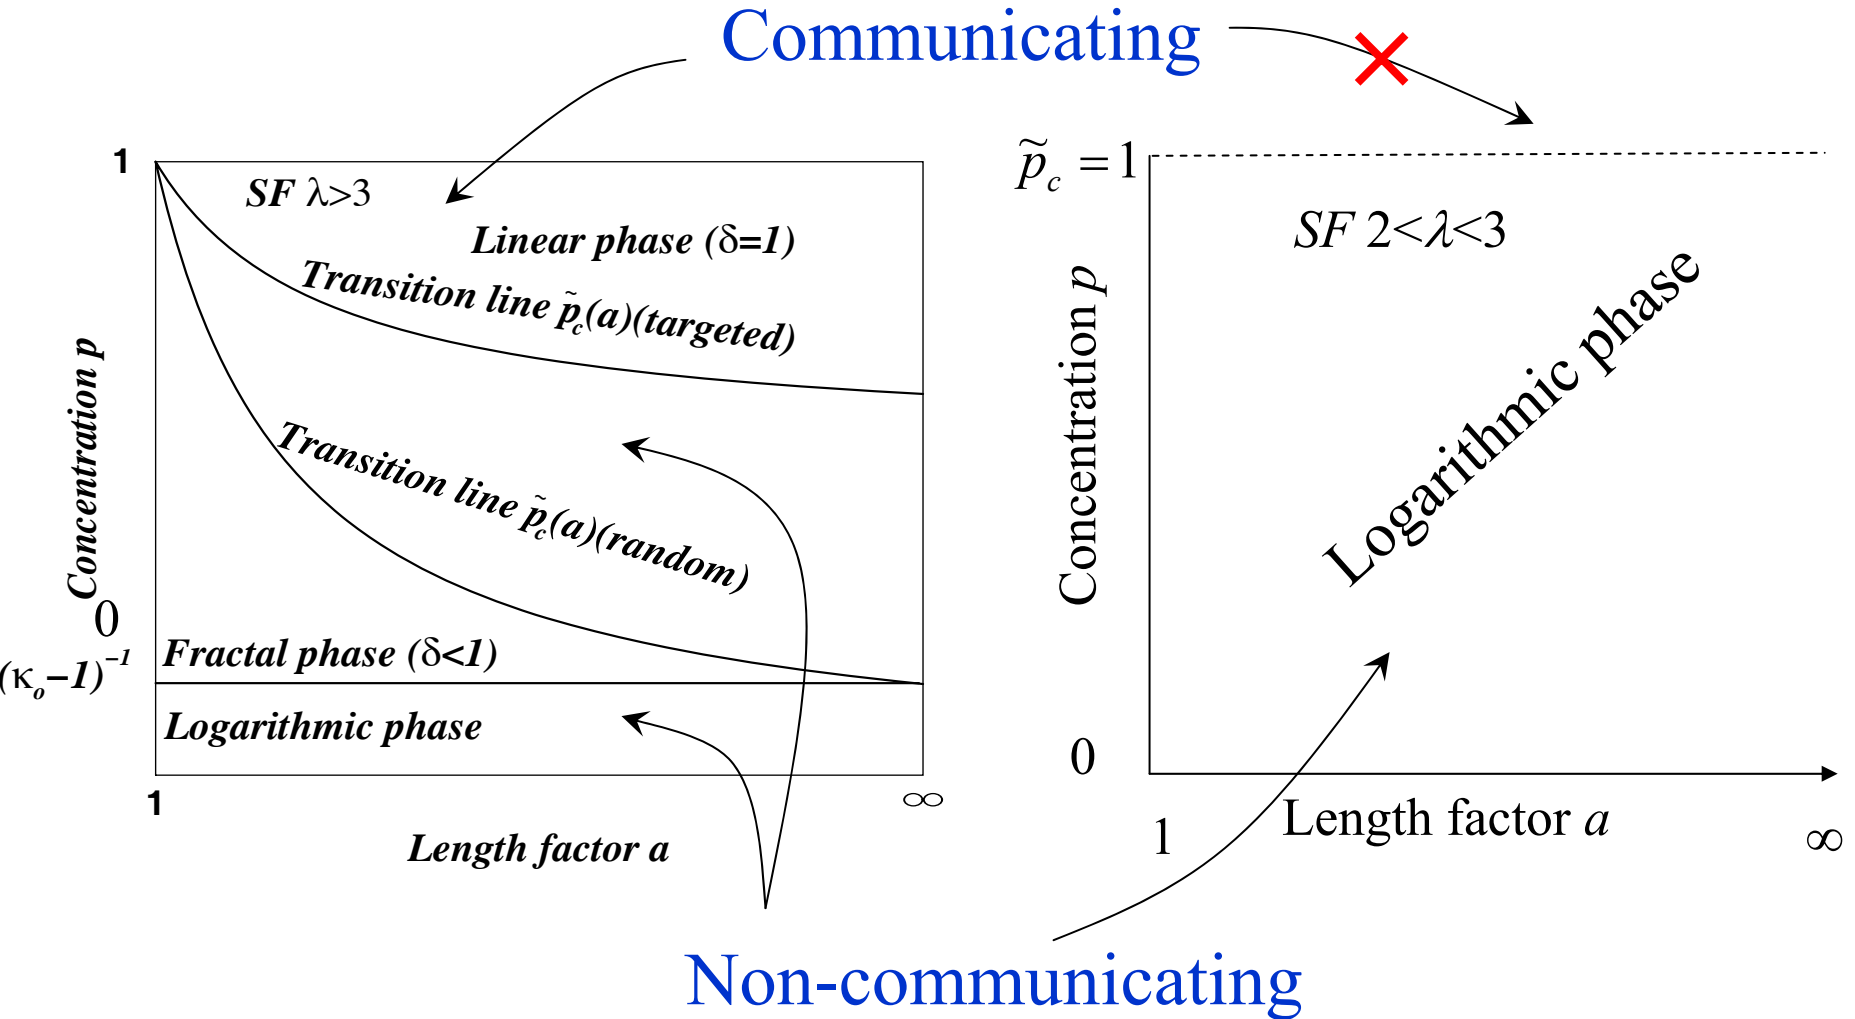 Communicating
1
SF λ>3
Linear phase (δ=1)
Transition line p̃c(a)(targeted)
Transition line p̃c(a)(random)
Concentration p
0
Fractal phase (δ<1)
(κo−1)⁻¹
Logarithmic phase
1
∞
Length factor a
p̃c = 1
SF 2<λ<3
Logarithmic phase
Concentration p
0
1
Length factor a
∞
Non-communicating